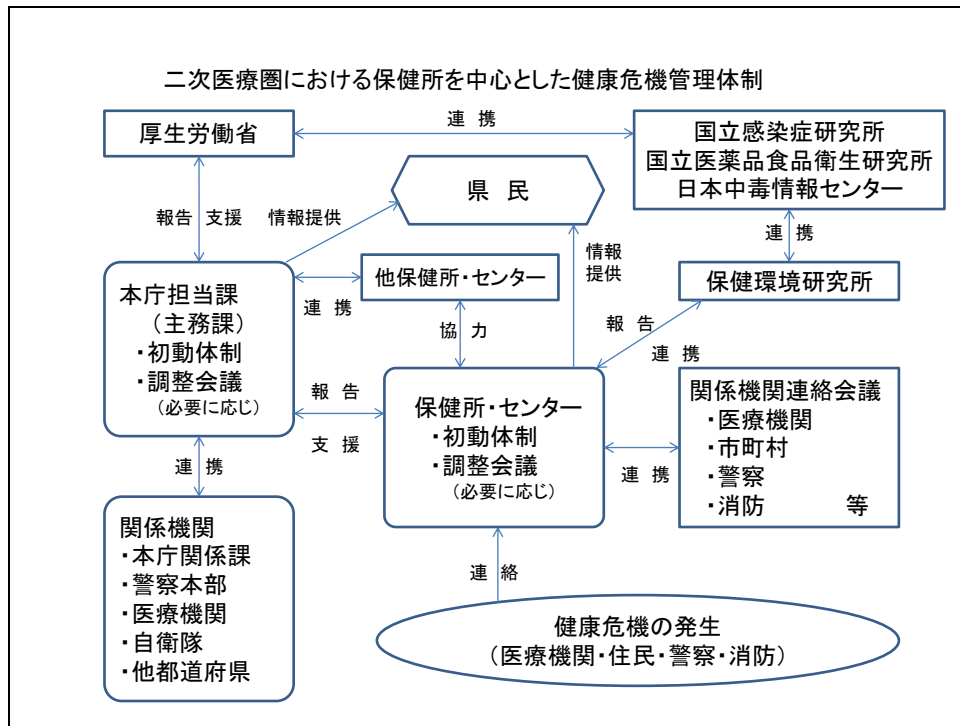 二次医療圏における保健所を中心とした健康危機管理体制
厚生労働省
連 携
国立感染症研究所
国立医薬品食品衛生研究所
日本中毒情報センター
県 民
報告
支援
情報提供
情報
提供
連 携
本庁担当課
（主務課）
・初動体制
・調整会議
（必要に応じ）
連 携
他保健所・センター
協 力
保健環境研究所
報 告
連 携
報 告
支 援
保健所・センター
・初動体制
・調整会議
（必要に応じ）
連 携
関係機関連絡会議
・医療機関
・市町村
・警察
・消防 等
連 携
関係機関
・本庁関係課
・警察本部
・医療機関
・自衛隊
・他都道府県
連 絡
健康危機の発生
（医療機関・住民・警察・消防）